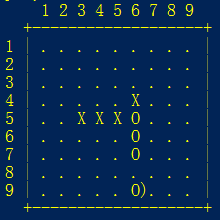 1 2 3 4 5 6 7 8 9
+------------------+
1 | . . . . . . . . . |
2 | . . . . . . . . . |
3 | . . . . . . . . . |
4 | . . . . . X . . . |
5 | . . X X X O . . . |
6 | . . . . . O . . . |
7 | . . . . . O . . . |
8 | . . . . . . . . . |
9 | . . . . . O). . . |
+------------------+